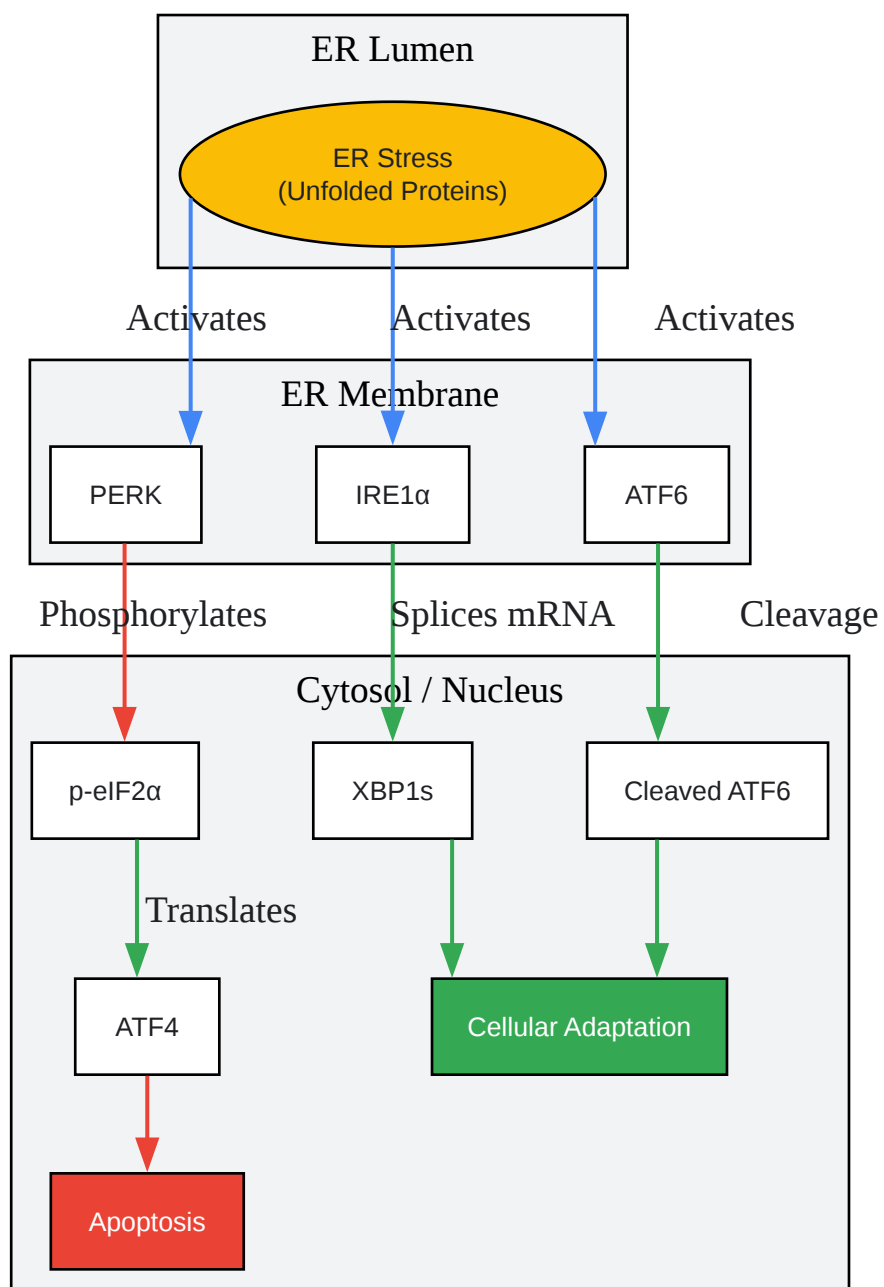 ER Lumen
ER Stress
(Unfolded Proteins)
Activates
Activates
Activates
ER Membrane
PERK
IRE1α
ATF6
Phosphorylates
Splices mRNA
Cleavage
Cytosol / Nucleus
p-eIF2α
XBP1s
Cleaved ATF6
Translates
ATF4
Cellular Adaptation
Apoptosis